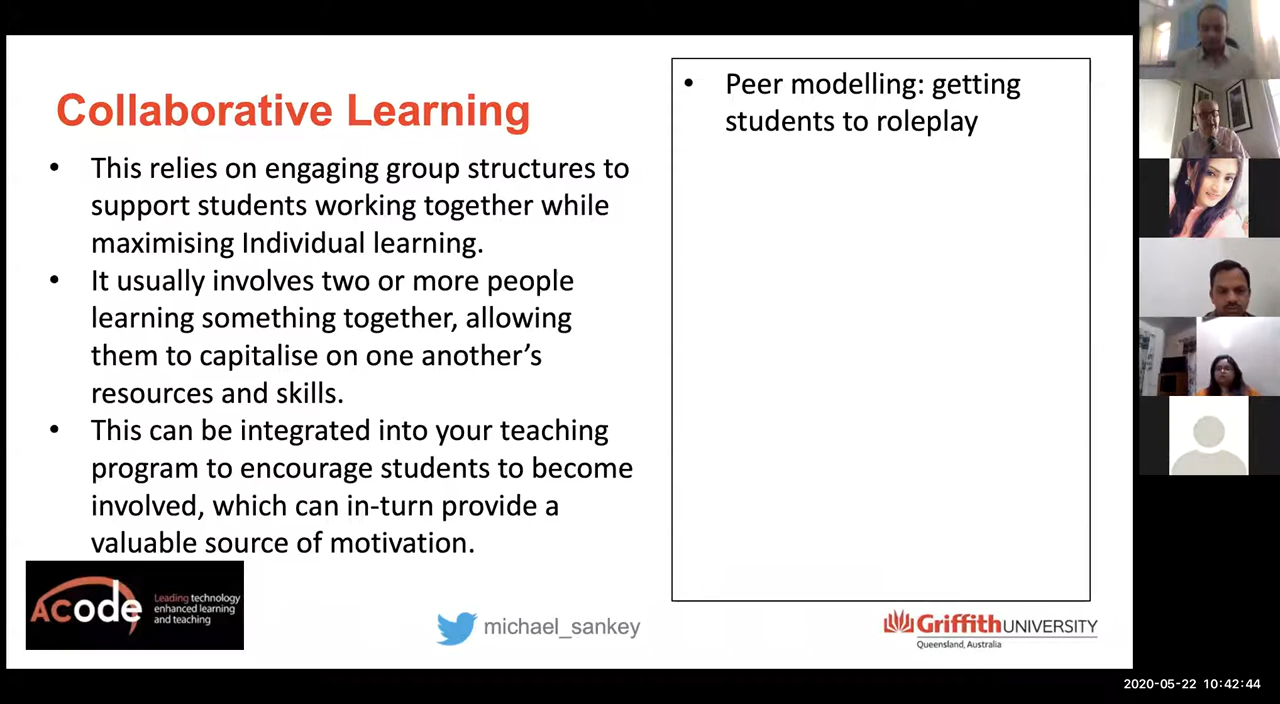 Collaborative Learning
• This relies on engaging group structures to
support students working together while
maximising Individual learning.
• It usually involves two or more people
learning something together, allowing
them to capitalise on one another’s
resources and skills.
• This can be integrated into your teaching
program to encourage students to become
involved, which can in-turn provide a
valuable source of motivation.
• Peer modelling: getting
students to roleplay
ACode
Leading technology
enhanced learning
and teaching
michael_sankey
Griffith UNIVERSITY
Queensland, Australia
2020-05-22 10:42:44